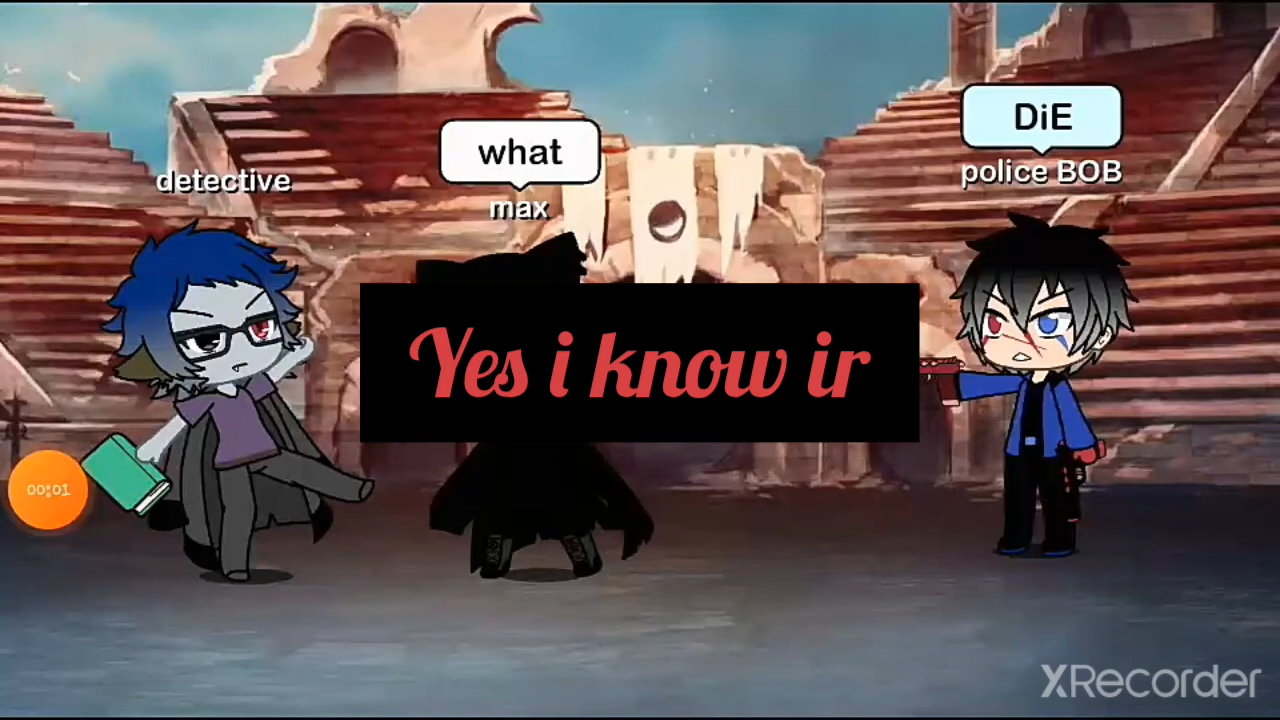 DiE
what
police BOB
detective
max
Yes i know ir
00:01
XRecorder